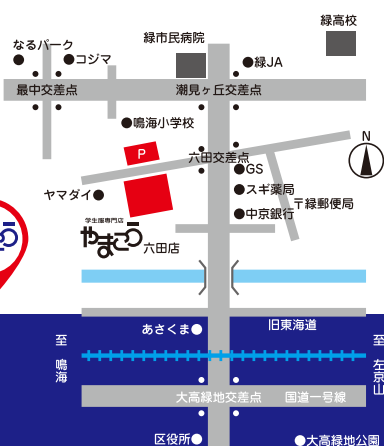 緑高校
緑市民病院
なるパーク
コジマ
緑JA
最中交差点
潮見ヶ丘交差点
鳴海小学校
N
P
六田交差点
GS
スギ薬局
〒緑郵便局
ヤマダイ
中京銀行
学生服専門店
やまこう
六田店
旧東海道
あさくま
至 鳴海
至 左京山
大高緑地交差点
国道一号線
区役所
大高緑地公園